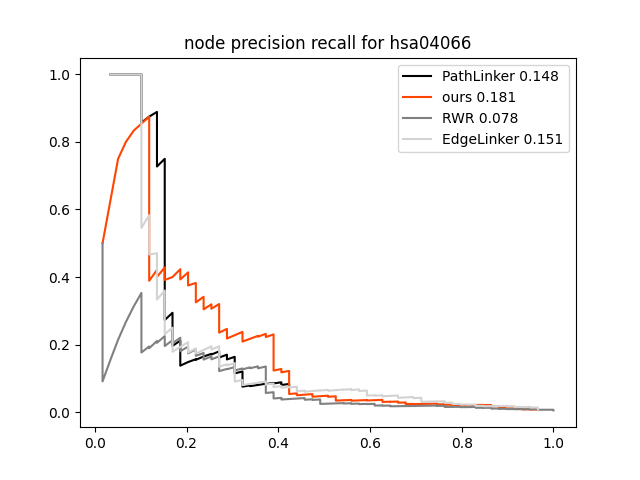 node precision recall for hsa04066
PathLinker 0.148
ours 0.181
RWR 0.078
EdgeLinker 0.151
1.0
0.8
0.6
0.4
0.2
0.0
0.0 0.2 0.4 0.6 0.8 1.0